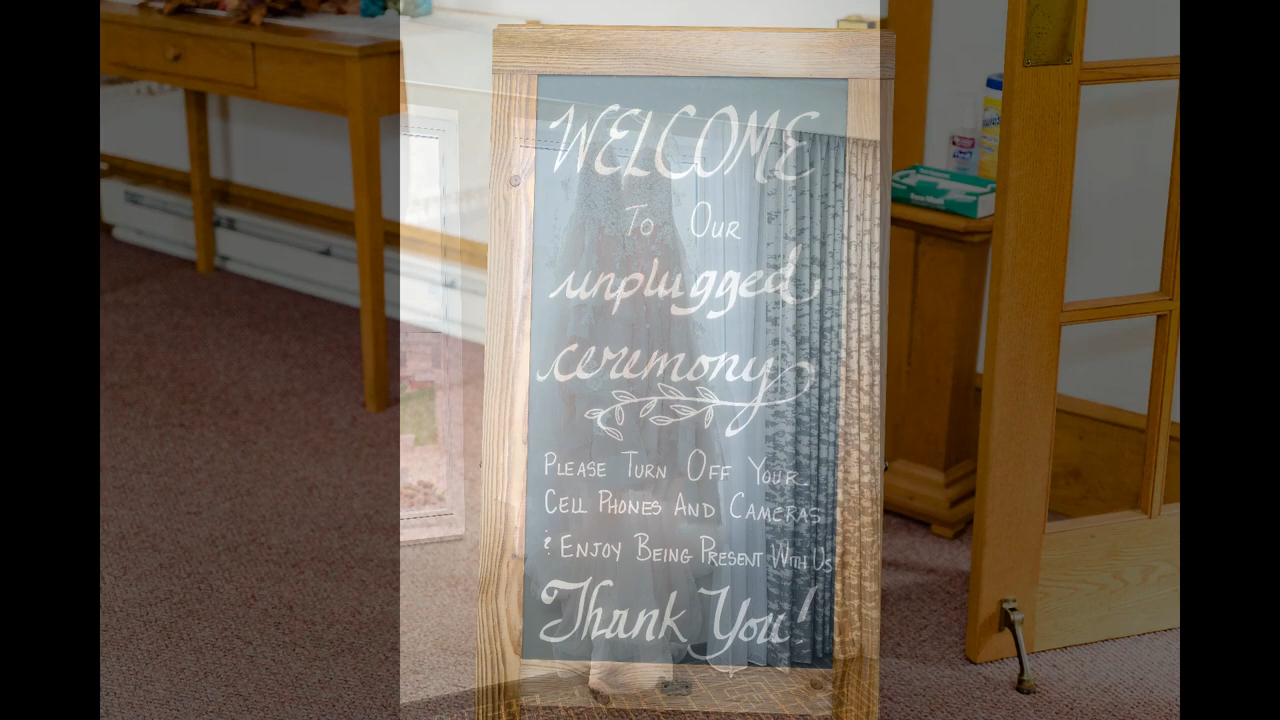 WELCOME
To Our
unplugged
ceremony
Please Turn Off Your
Cell Phones And Cameras
& Enjoy Being Present With Us
Thank You!